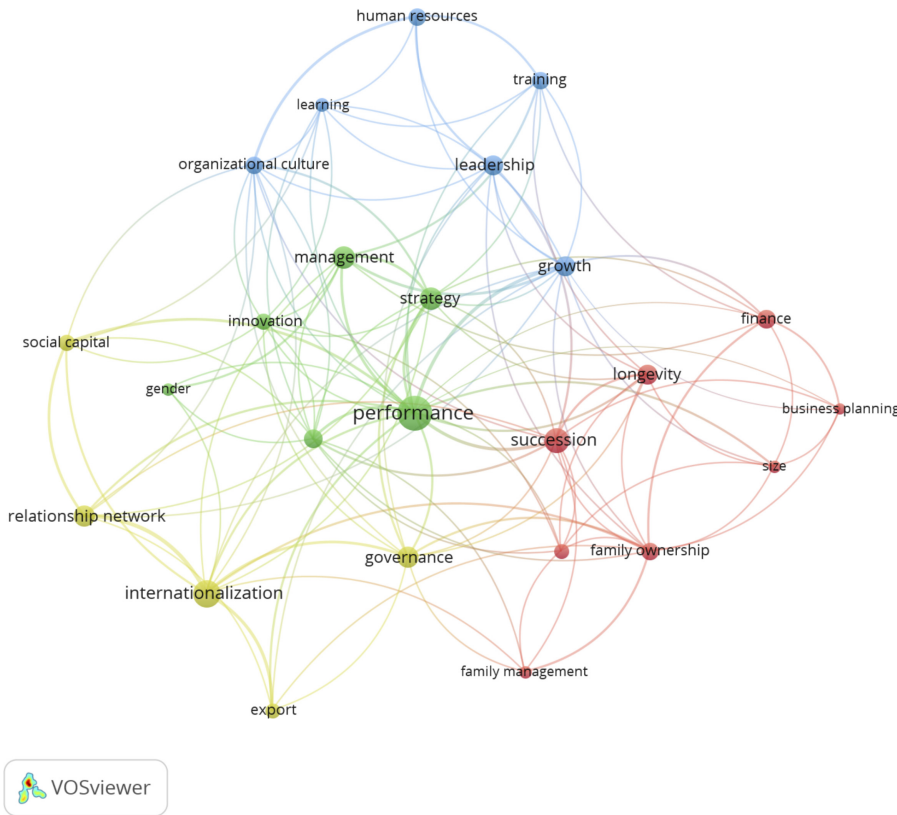 human resources
training
learning
organizational culture
leadership
management
growth
strategy
innovation
finance
social capital
longevity
gender
performance
business planning
succession
size
relationship network
governance
family ownership
internationalization
family management
export
VOSviewer